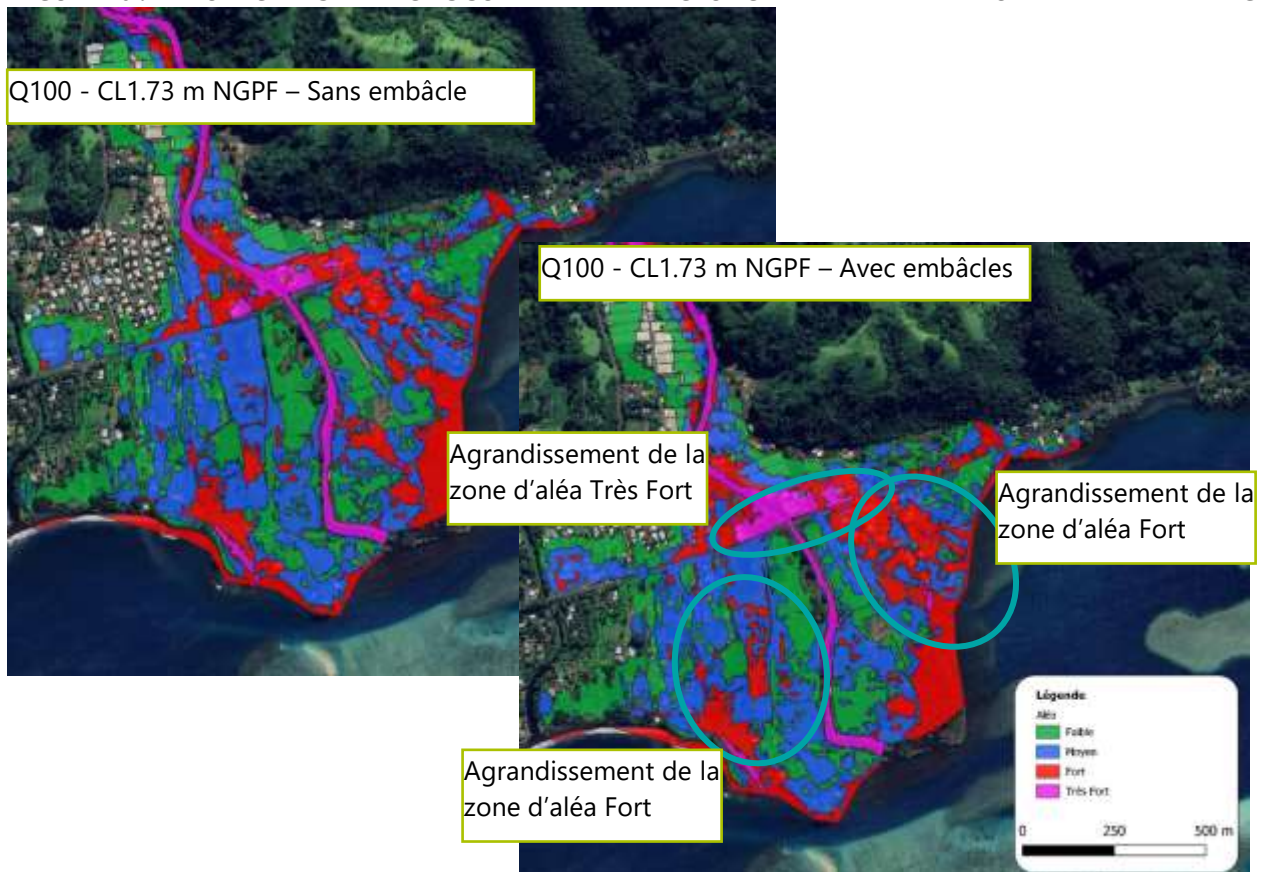 Q100 - CL1.73 m NGPF – Sans embâcle
Q100 - CL1.73 m NGPF – Avec embâcles
Agrandissement de la
zone d’aléa Très Fort
Agrandissement de la
zone d’aléa Fort
Agrandissement de la
zone d’aléa Fort
Légende
Aléa
Faible
Moyen
Fort
Très Fort
0 250 500 m